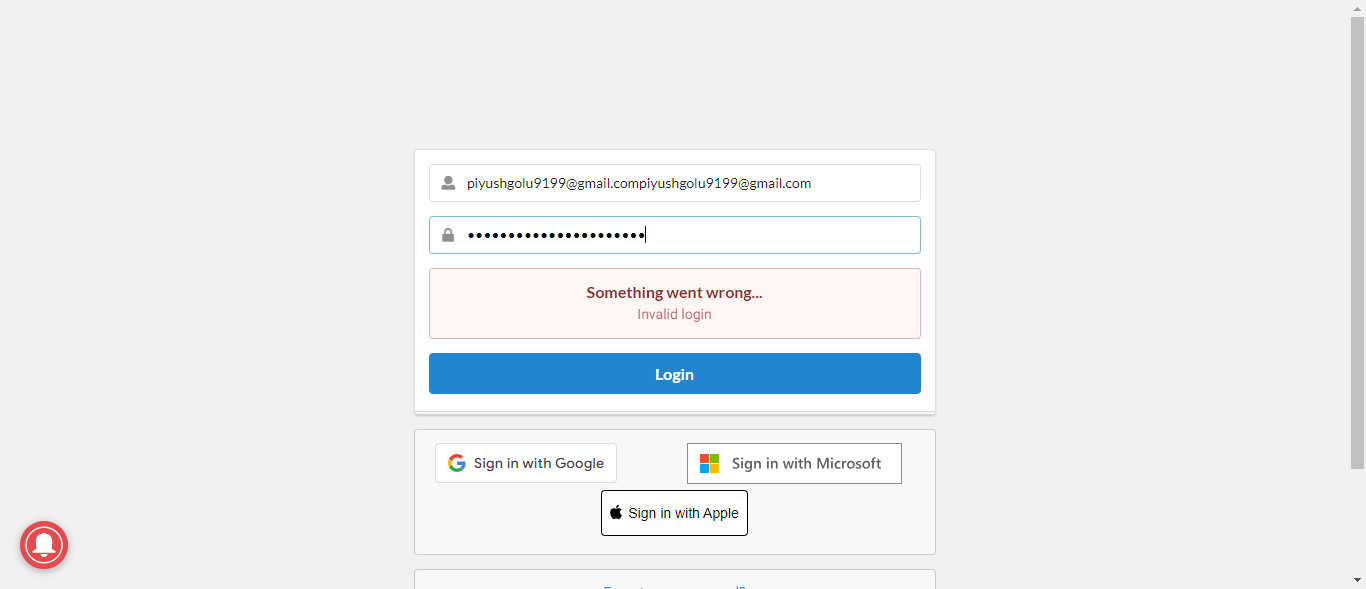 piyushgolu9199@gmail.compiyushgolu9199@gmail.com
Something went wrong...
Invalid login
Login
Sign in with Google
Sign in with Microsoft
Sign in with Apple